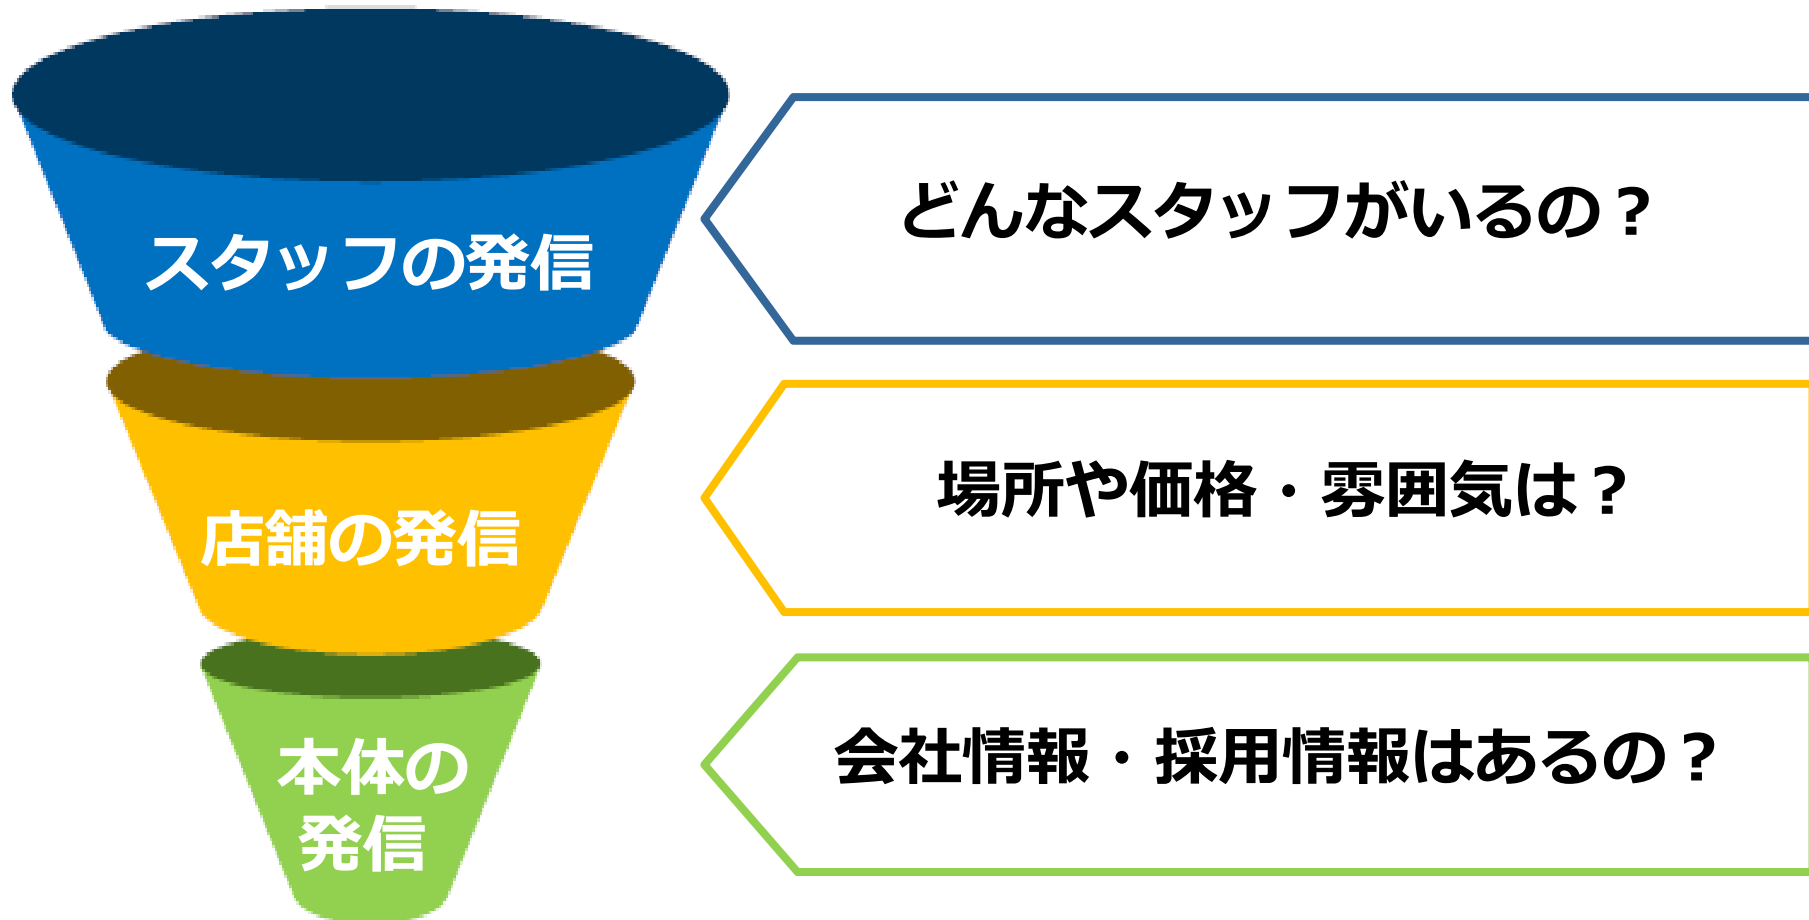 スタッフの発信
どんなスタッフがいるの？
店舗の発信
場所や価格・雰囲気は？
本体の
発信
会社情報・採用情報はあるの？